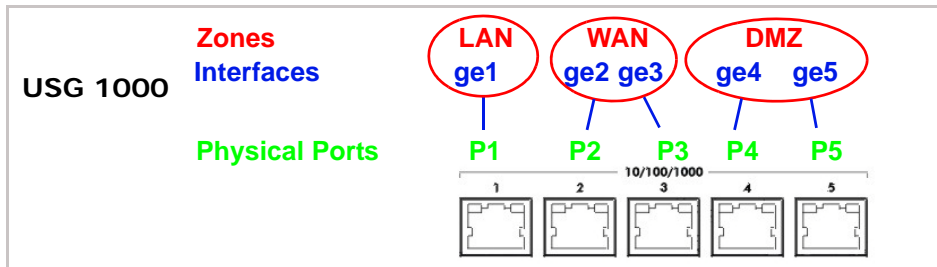 Zones LAN WAN DMZ
USG 1000 Interfaces ge1 ge2 ge3 ge4 ge5
Physical Ports P1 P2 P3 P4 P5
10/100/1000
1 2 3 4 5